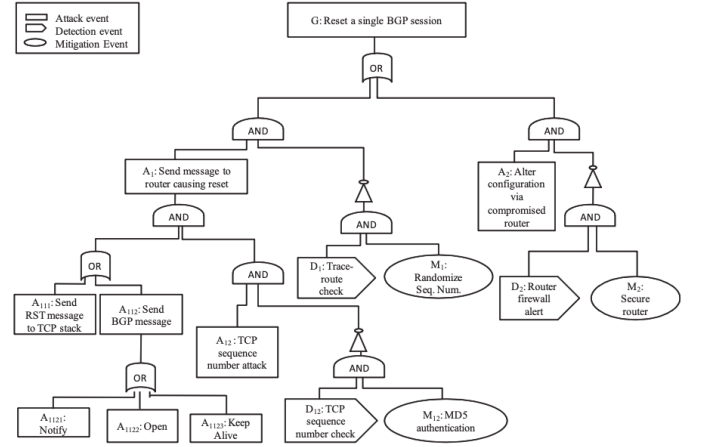 Attack event
Detection event
Mitigation Event
G: Reset a single BGP session
OR
AND
AND
A₁: Send message to
router causing reset
A₂: Alter
configuration
via
compromised
router
AND
AND
AND
OR
AND
D₁: Trace-
route
check
M₁:
Randomize
Seq. Num.
D₂: Router
firewall
alert
M₂:
Secure
router
A₁₁₁: Send
RST message
to TCP stack
A₁₁₂: Send
BGP message
A₁₂: TCP
sequence
number attack
AND
OR
D₁₂: TCP
sequence
number check
M₁₂: MD5
authentication
A₁₁₂₁:
Notify
A₁₁₂₂: Open
A₁₁₂₃: Keep
Alive